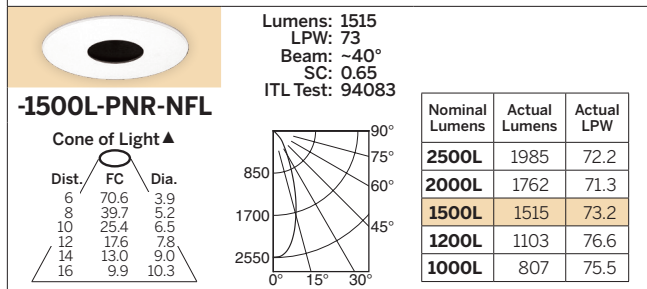 Lumens: 1515
LPW: 73
Beam: ~40°
SC: 0.65
ITL Test: 94083
-1500L-PNR-NFL
Cone of Light▲
Dist. FC Dia.
6 70.6 3.9
8 39.7 5.2
10 25.4 6.5
12 17.6 7.8
14 13.0 9.0
16 9.9 10.3
90°
75°
60°
45°
850
1700
2550
0° 15° 30°
Nominal Lumens Actual Lumens Actual LPW
2500L 1985 72.2
2000L 1762 71.3
1500L 1515 73.2
1200L 1103 76.6
1000L 807 75.5